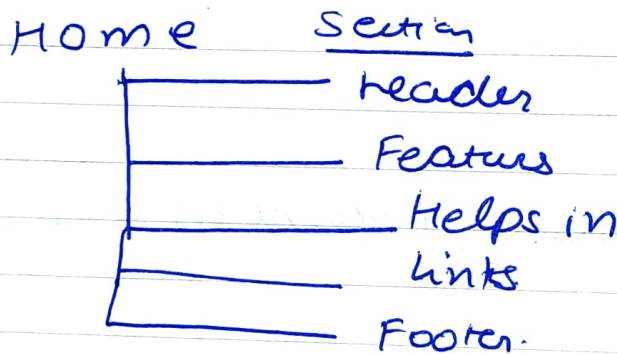 Home Section
Header
Features
Helps in
Links
Footer.